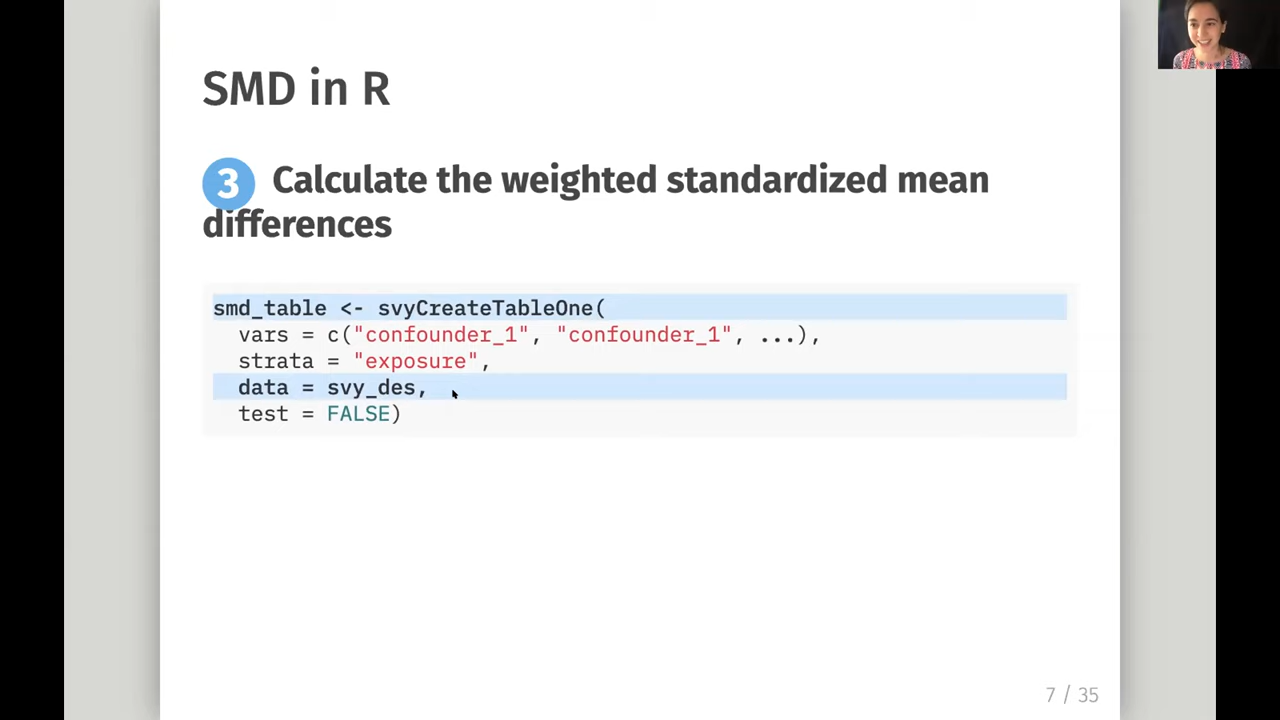 SMD in R
3 Calculate the weighted standardized mean
differences
smd_table <- svyCreateTableOne(
vars = c("confounder_1", "confounder_1", ...),
strata = "exposure",
data = svy_des,
test = FALSE)
7 / 35